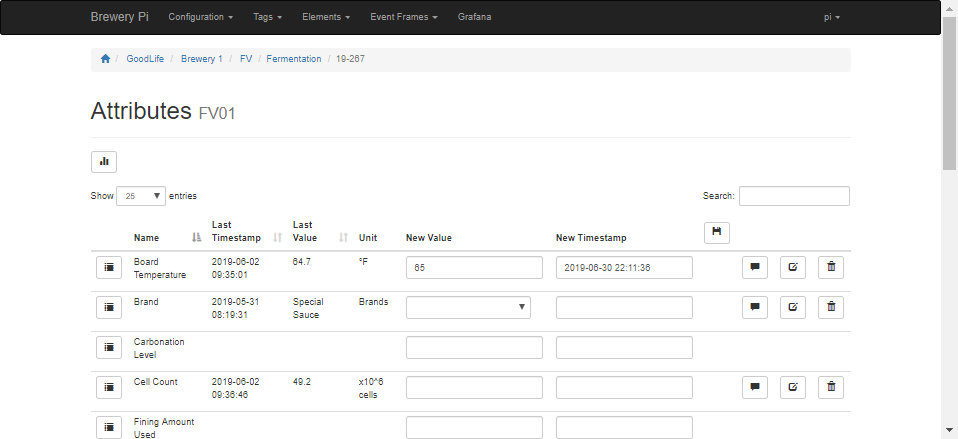 Brewery Pi Configuration Tags Elements Event Frames Grafana pi
/ GoodLife / Brewery 1 / FV / Fermentation / 19-267
Attributes FV01
Show 25 entries Search:
Name Last Timestamp Last Value Unit New Value New Timestamp
Board Temperature 2019-06-02 09:35:01 64.7 °F 65 2019-06-30 22:11:36
Brand 2019-05-31 08:19:31 Special Sauce Brands
Carbonation Level
Cell Count 2019-06-02 09:36:46 49.2 x10^6 cells
Fining Amount Used